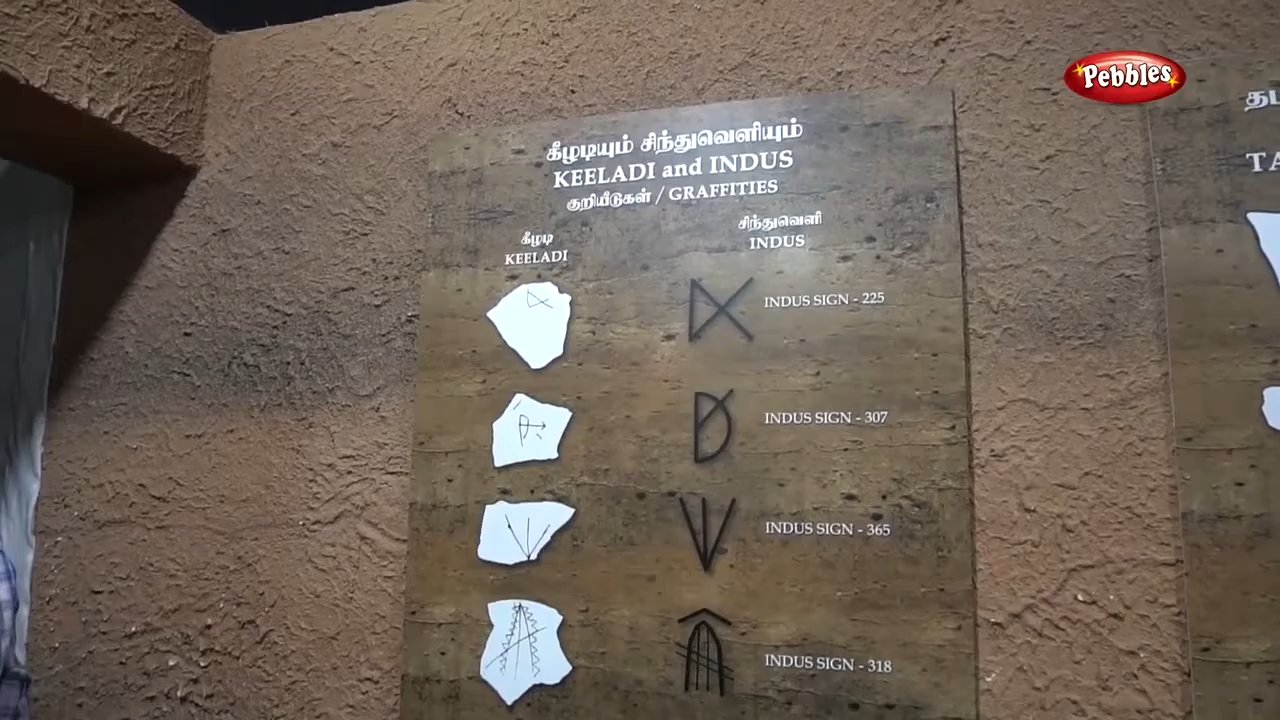 Pebbles
கீழடியும் சிந்துவெளியும்
KEELADI and INDUS
குறியீடுகள் / GRAFFITIES
கீழடி
KEELADI
சிந்துவெளி
INDUS
INDUS SIGN - 225
INDUS SIGN - 307
INDUS SIGN - 365
INDUS SIGN - 318